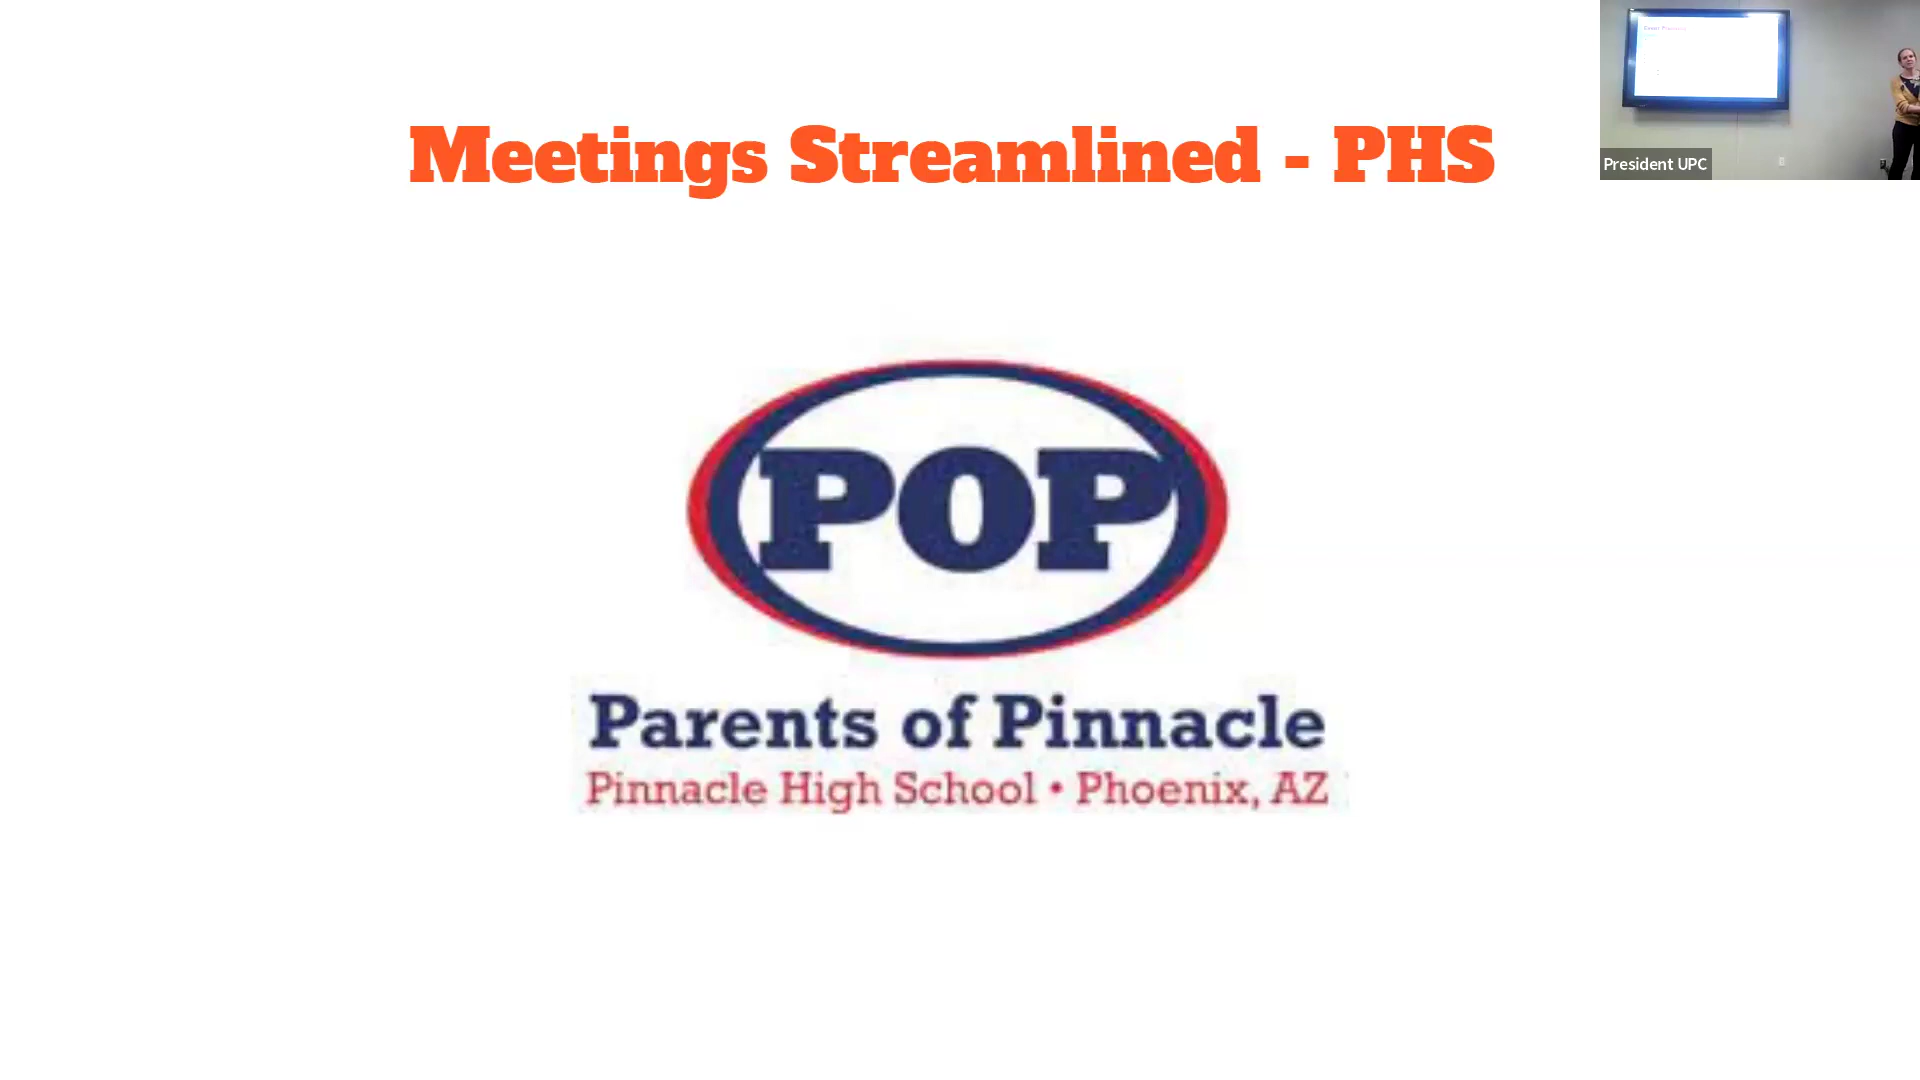 Meetings Streamlined - PHS
President UPC
POP
Parents of Pinnacle
Pinnacle High School • Phoenix, AZ